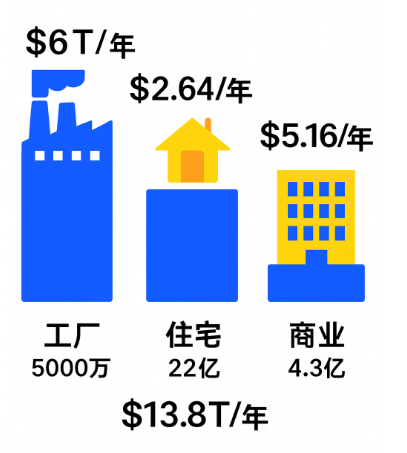 $6T/年
$2.64/年
$5.16/年
工厂
5000万
住宅
22亿
商业
4.3亿
$13.8T/年